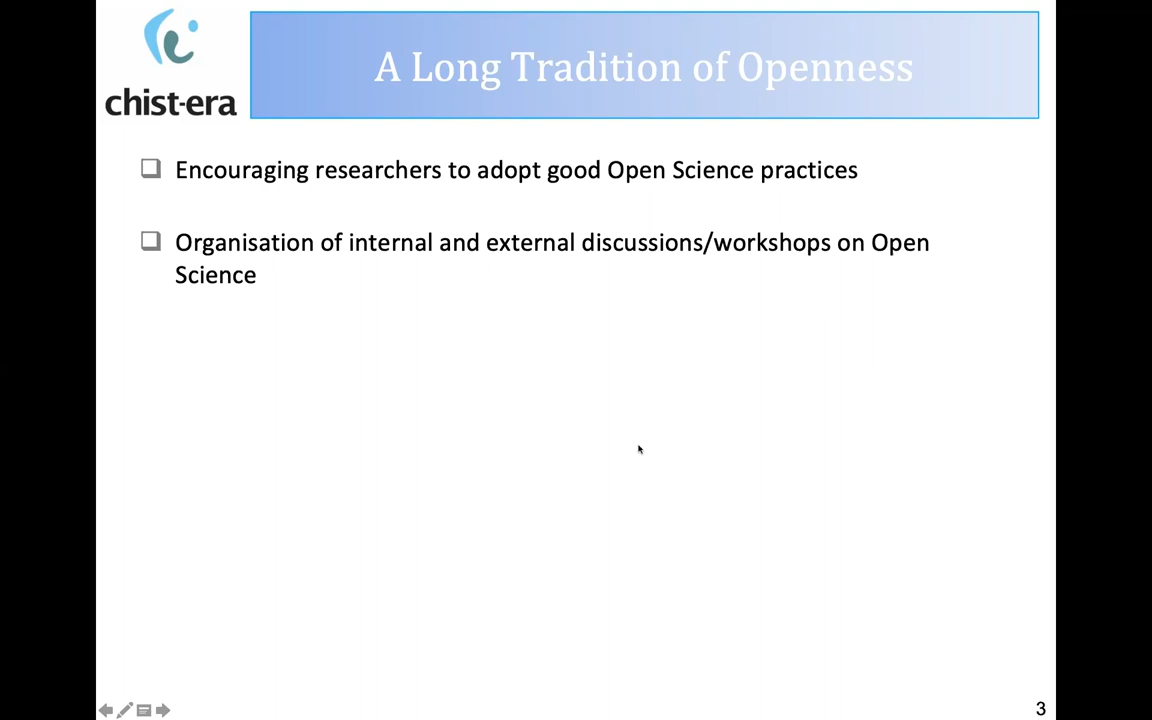 chist-era
A Long Tradition of Openness
Encouraging researchers to adopt good Open Science practices
Organisation of internal and external discussions/workshops on Open
Science
3